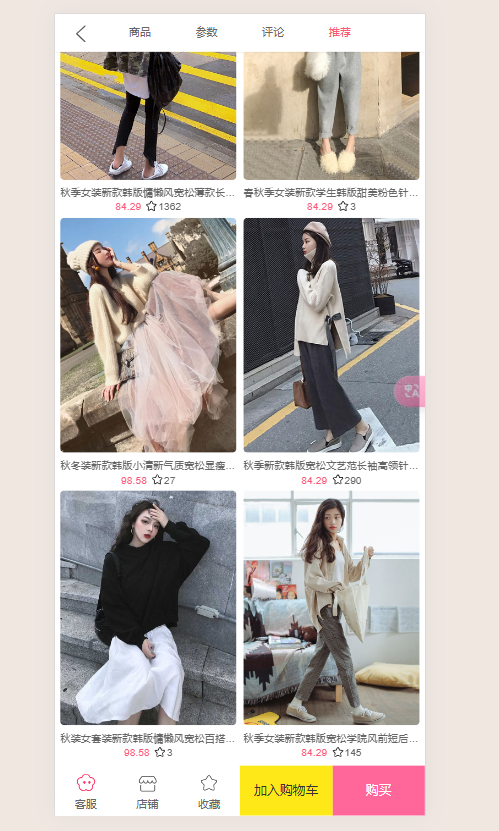 商品 参数 评论 推荐
秋季女装新款韩版慵懒风宽松薄款长... 春秋季女装新款学生韩版甜美粉色针...
84.29 1362 84.29 3
秋冬装新款韩版小清新气质宽松显瘦... 秋季新款韩版宽松文艺范长袖高领针...
98.58 27 84.29 290
秋装女套装新款韩版慵懒风宽松百搭... 秋季女装新款韩版宽松学院风前短后...
98.58 3 84.29 145
客服 店铺 收藏 加入购物车 购买